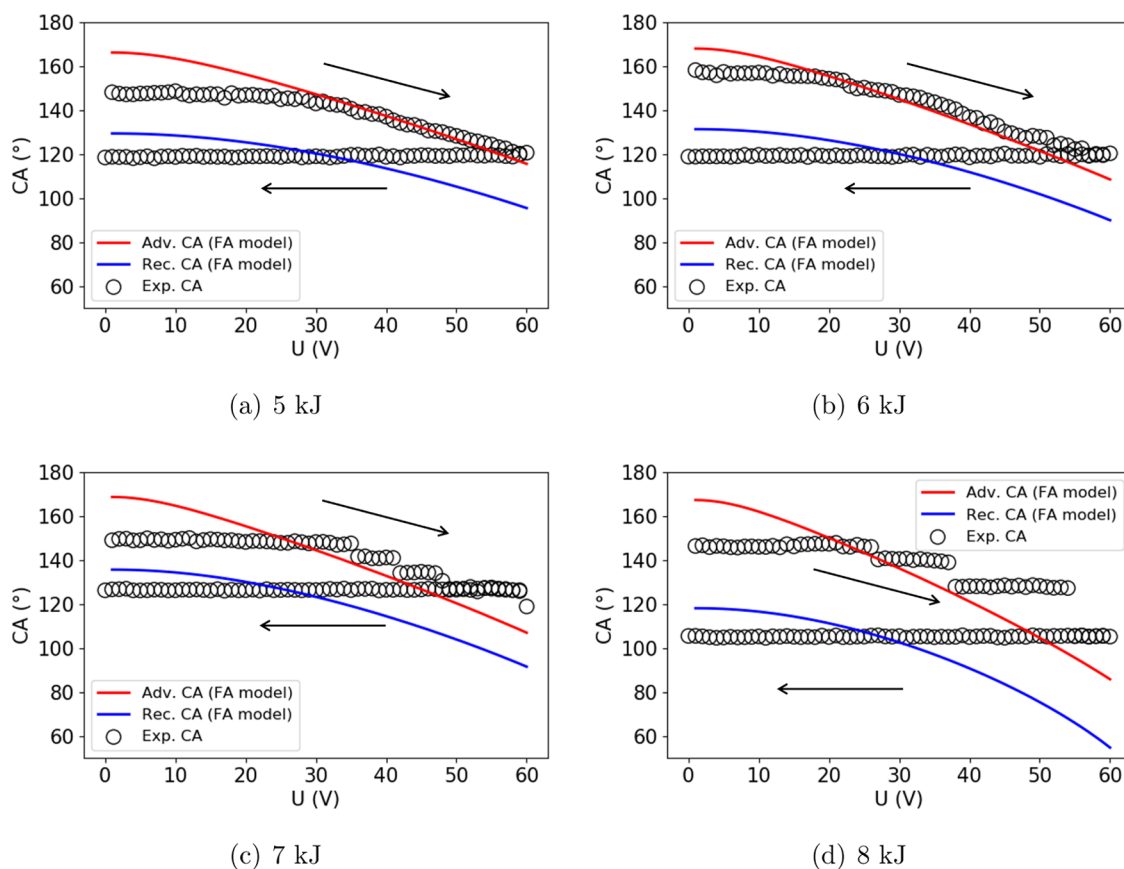 180
160
140
120
100
80
60
CA (°)
Adv. CA (FA model)
Rec. CA (FA model)
Exp. CA
0 10 20 30 40 50 60
U (V)
(a) 5 kJ
180
160
140
120
100
80
60
CA (°)
Adv. CA (FA model)
Rec. CA (FA model)
Exp. CA
0 10 20 30 40 50 60
U (V)
(b) 6 kJ
180
160
140
120
100
80
60
CA (°)
Adv. CA (FA model)
Rec. CA (FA model)
Exp. CA
0 10 20 30 40 50 60
U (V)
(c) 7 kJ
180
160
140
120
100
80
60
CA (°)
Adv. CA (FA model)
Rec. CA (FA model)
Exp. CA
0 10 20 30 40 50 60
U (V)
(d) 8 kJ